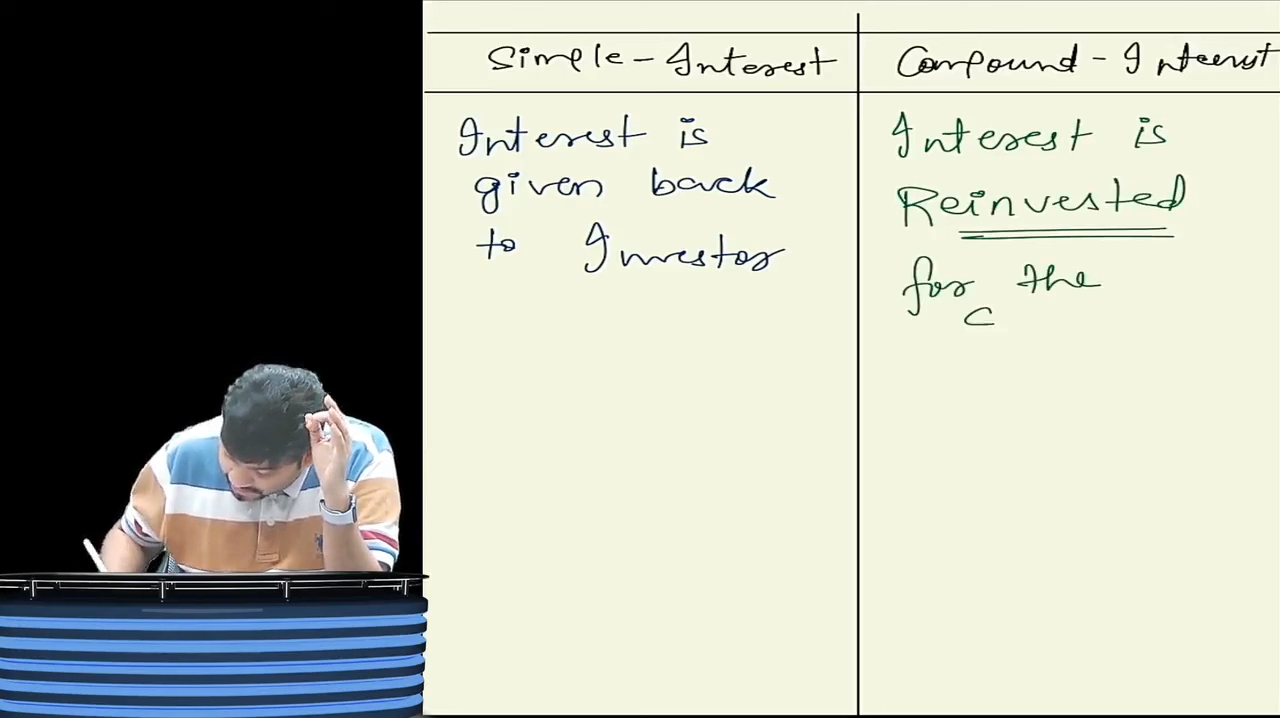 Simple - Interest
Compound - Interest
Interest is
given back
to Investor
Interest is
Reinvested
for the
C